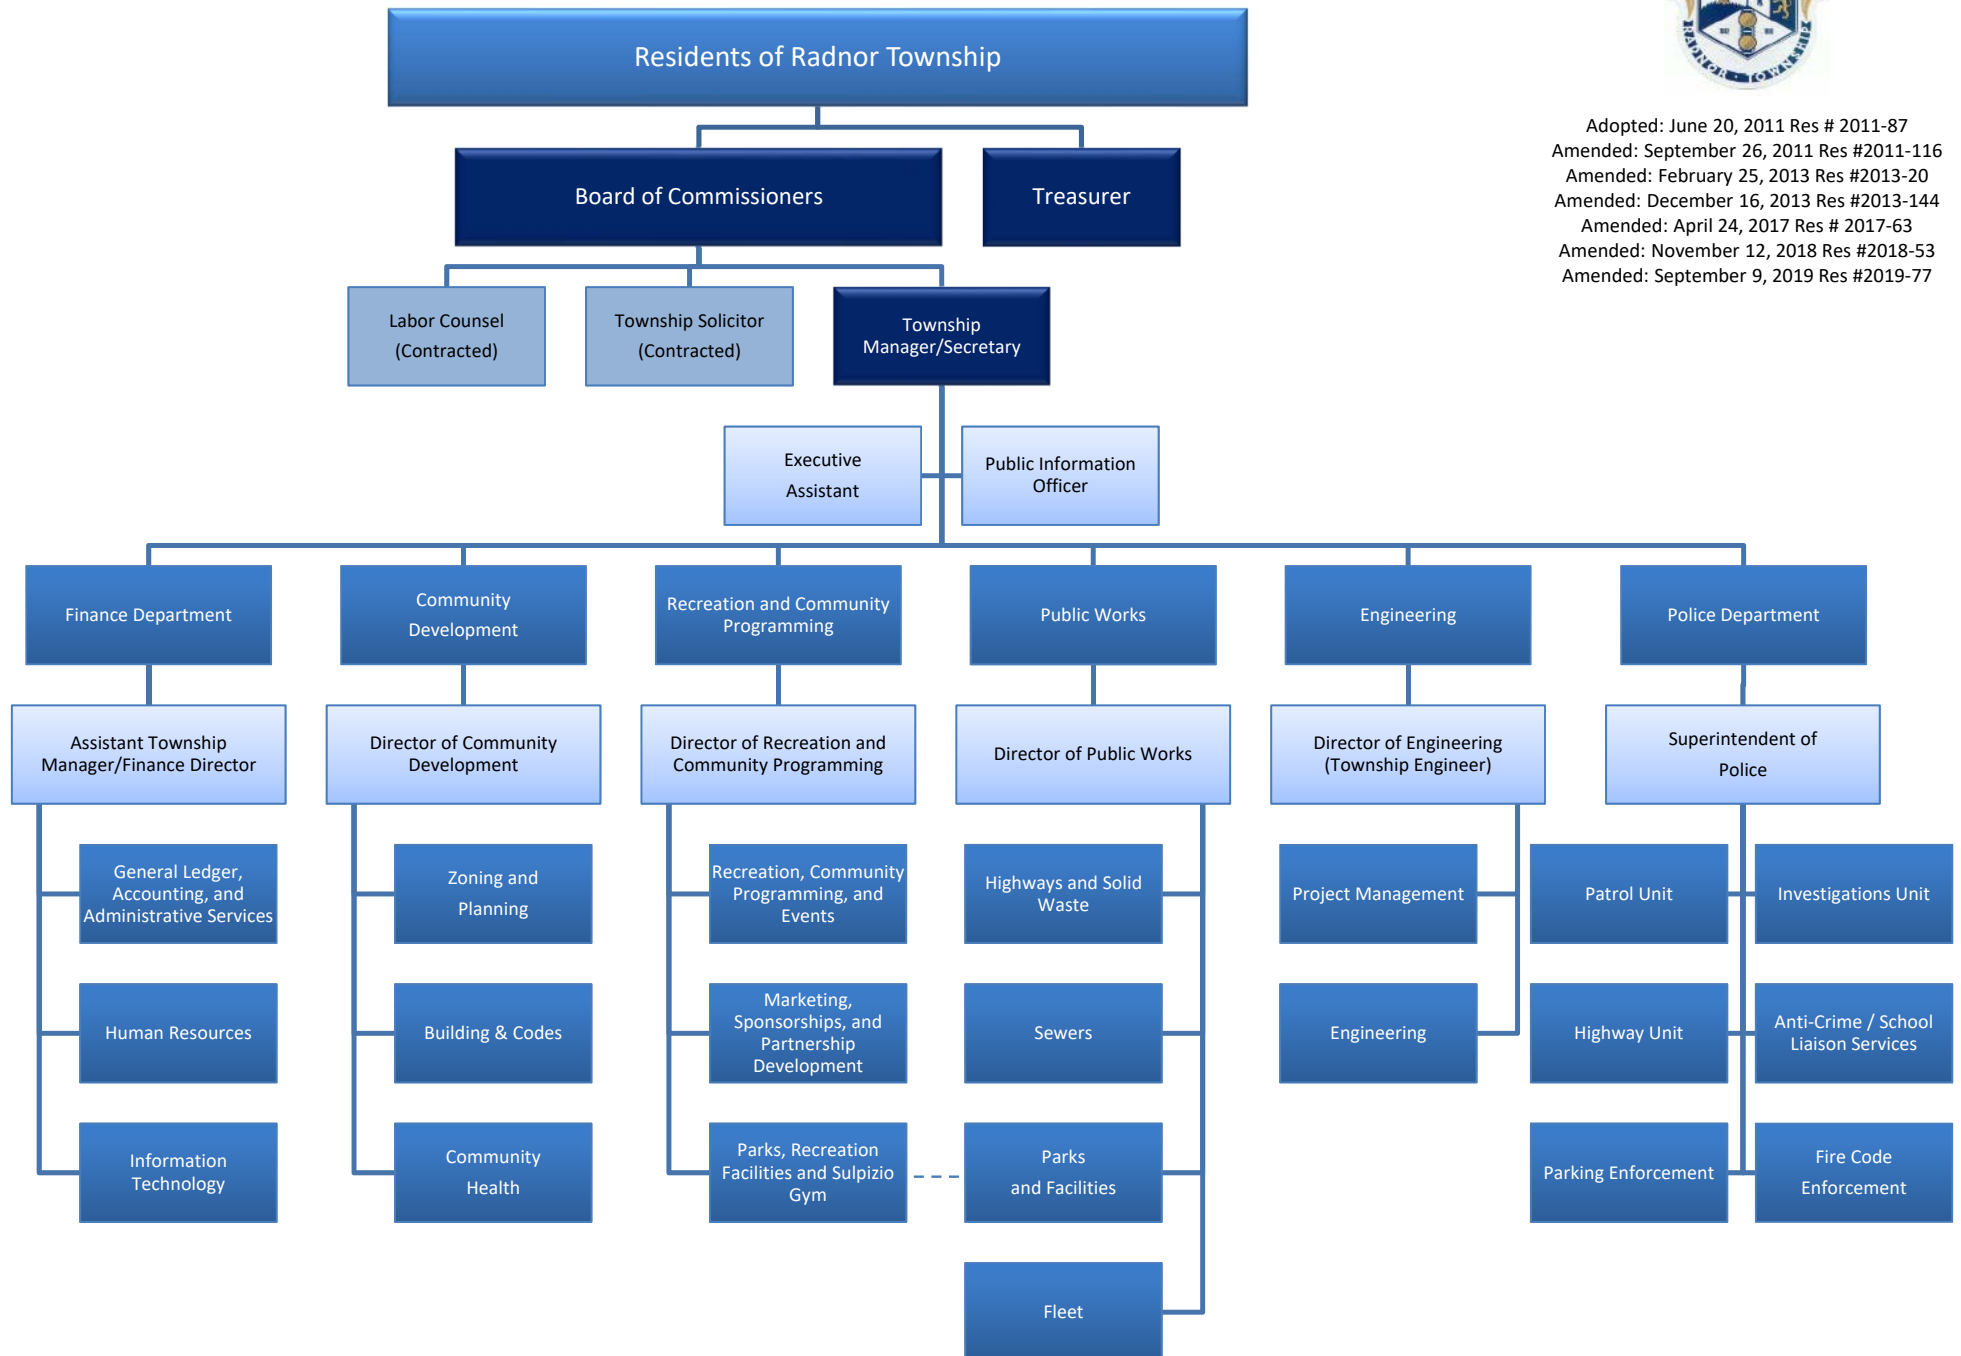 RADNOR · TOWNSHIP
Residents of Radnor Township
Adopted: June 20, 2011 Res # 2011-87
Amended: September 26, 2011 Res #2011-116
Amended: February 25, 2013 Res #2013-20
Amended: December 16, 2013 Res #2013-144
Amended: April 24, 2017 Res # 2017-63
Amended: November 12, 2018 Res #2018-53
Amended: September 9, 2019 Res #2019-77
Board of Commissioners
Treasurer
Labor Counsel
(Contracted)
Township Solicitor
(Contracted)
Township
Manager/Secretary
Executive
Assistant
Public Information
Officer
Finance Department
Community
Development
Recreation and Community
Programming
Public Works
Engineering
Police Department
Assistant Township
Manager/Finance Director
Director of Community
Development
Director of Recreation and
Community Programming
Director of Public Works
Director of Engineering
(Township Engineer)
Superintendent of
Police
General Ledger,
Accounting, and
Administrative Services
Zoning and
Planning
Recreation, Community
Programming, and
Events
Highways and Solid
Waste
Project Management
Patrol Unit
Investigations Unit
Human Resources
Building & Codes
Marketing,
Sponsorships, and
Partnership
Development
Sewers
Engineering
Highway Unit
Anti-Crime / School
Liaison Services
Information
Technology
Community
Health
Parks, Recreation
Facilities and Sulpizio
Gym
Parks
and Facilities
Parking Enforcement
Fire Code
Enforcement
Fleet